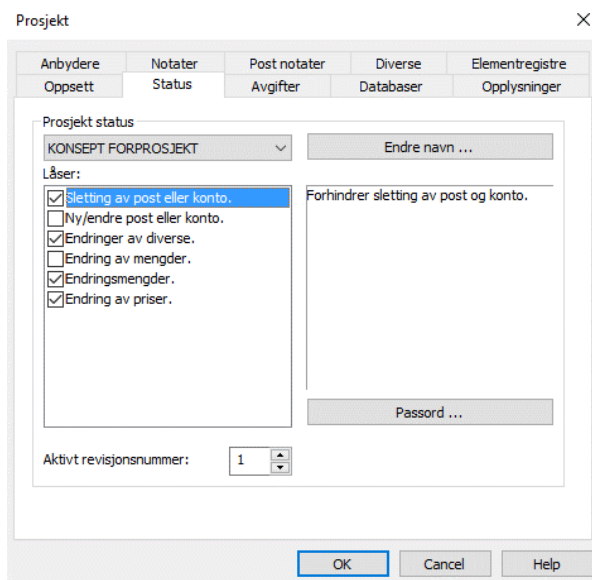 Prosjekt
Anbydere Notater Post notater Diverse Elementregistre
Oppsett Status Avgifter Databaser Opplysninger
Prosjekt status
KONSEPT FORPROSJEKT Endre navn ...
Låser:
Sletting av post eller konto. Forhindrer sletting av post og konto.
Ny/endre post eller konto.
Endringer av diverse.
Endring av mengder.
Endringsmengder.
Endring av priser.
Passord ...
Aktivt revisjonsnummer: 1
OK Cancel Help